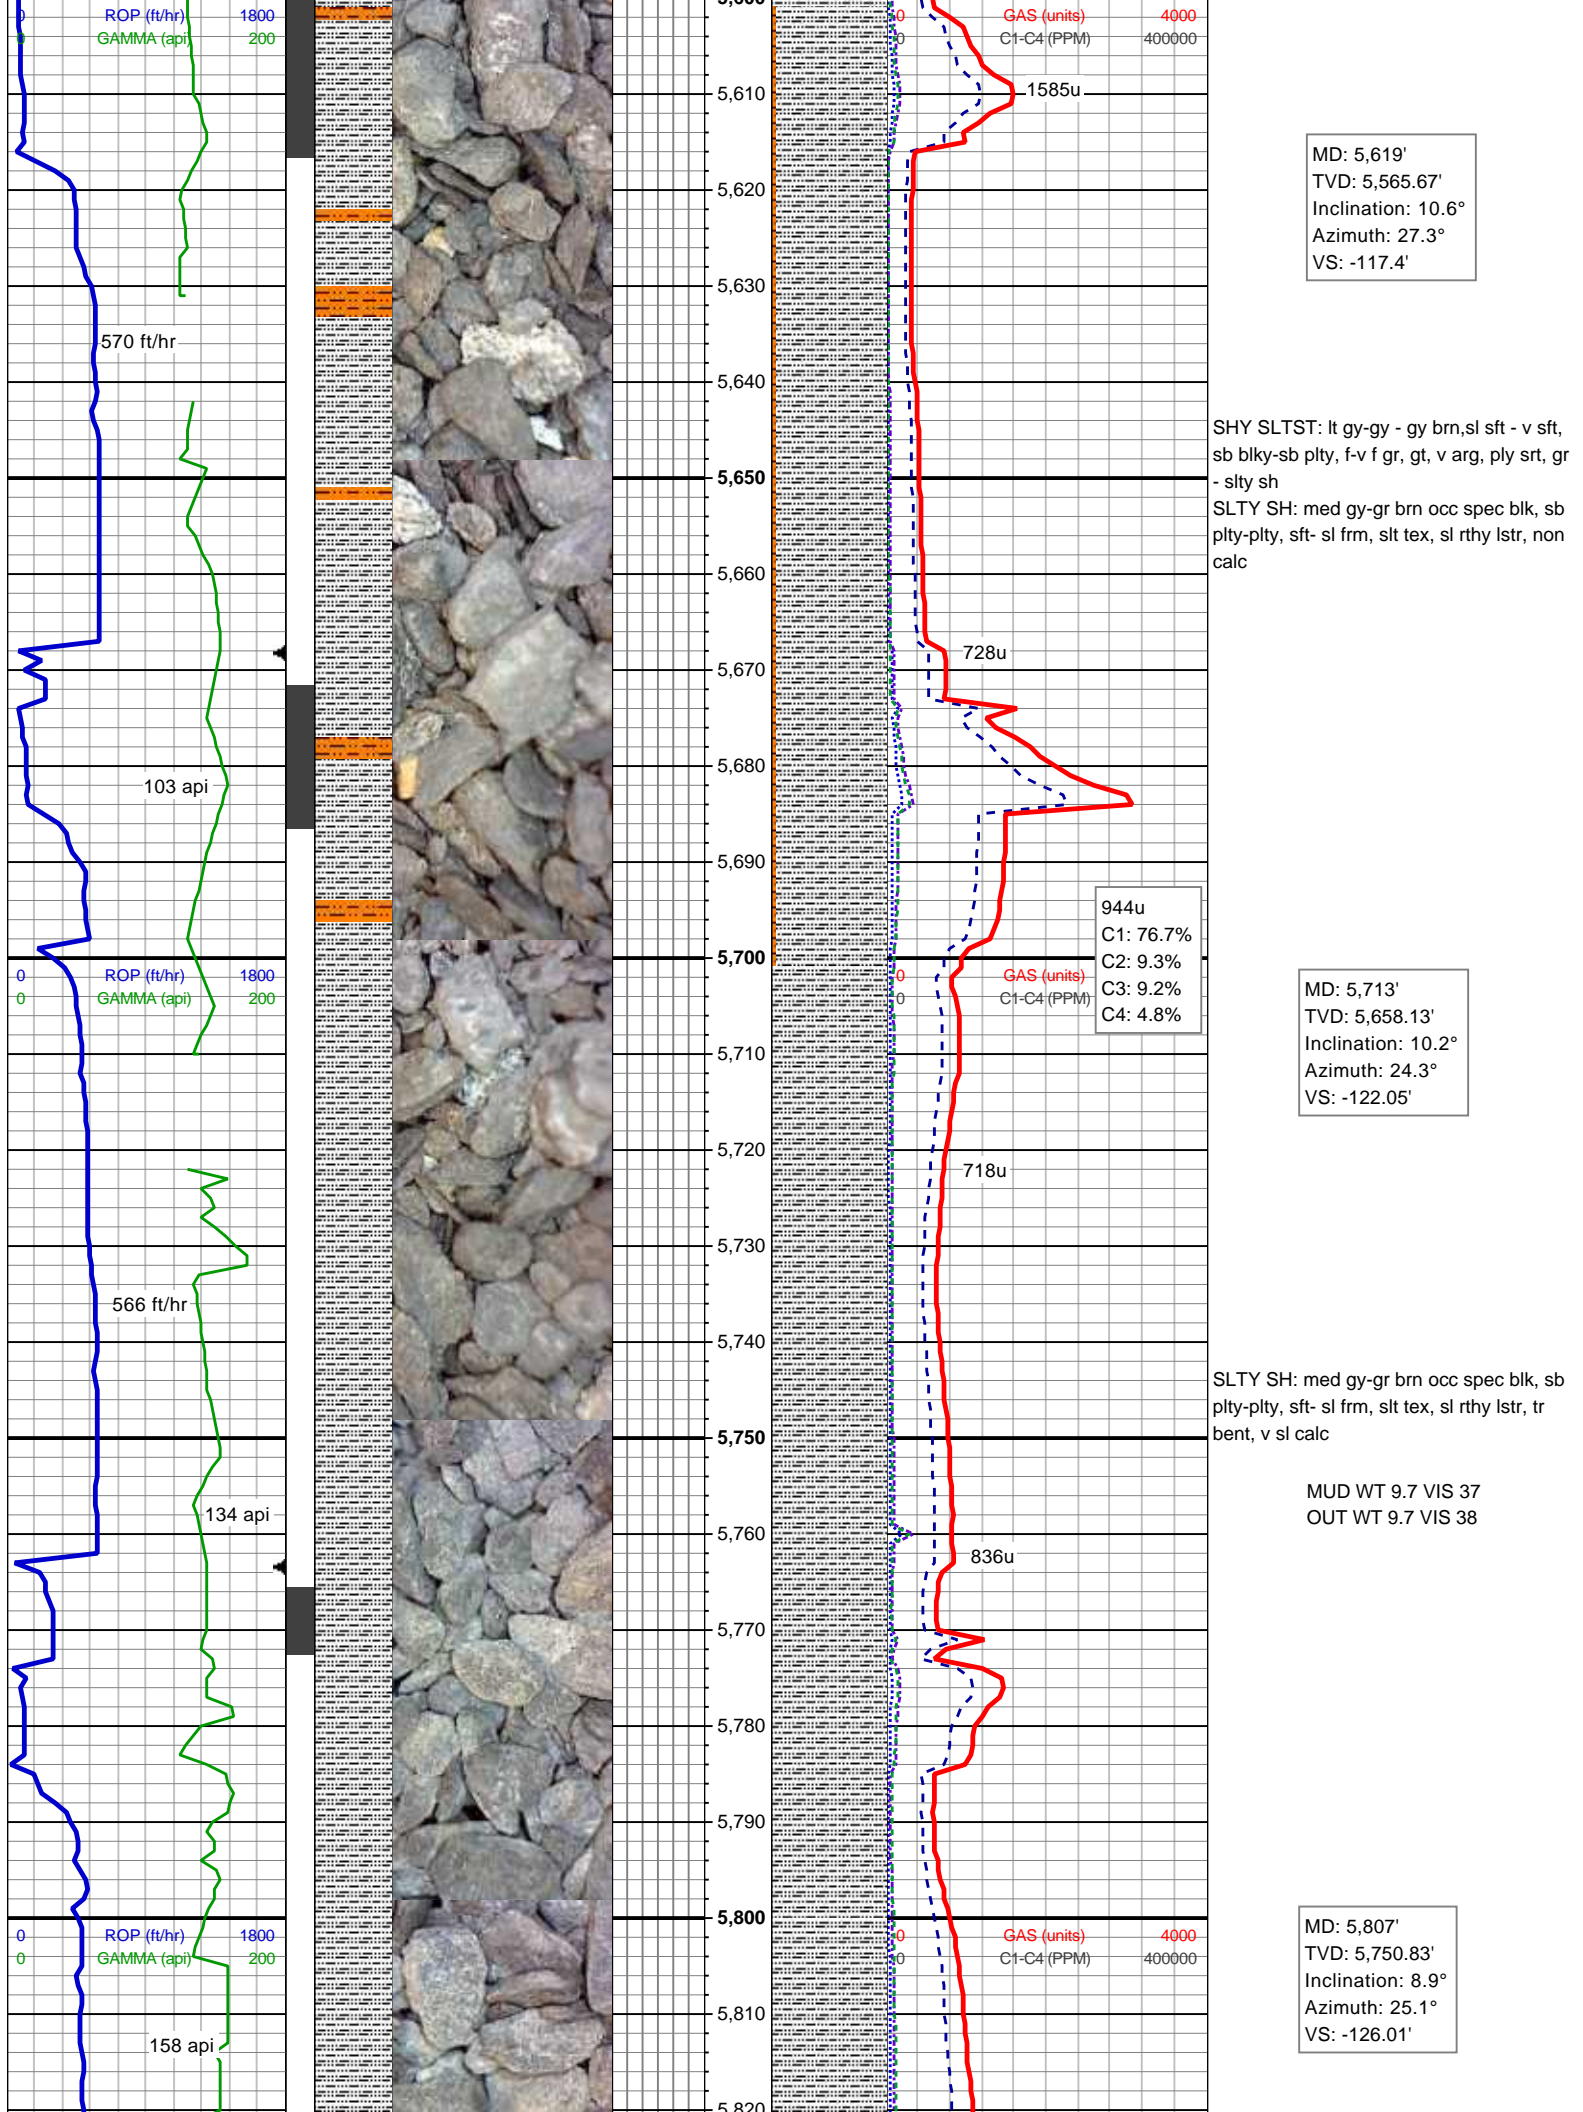 5,600
0 ROP (ft/hr) 1800
0 GAMMA (api) 200
0 GAS (units) 4000
0 C1-C4 (PPM) 400000
1585u
5,610
MD: 5,619'
TVD: 5,565.67'
Inclination: 10.6°
Azimuth: 27.3°
VS: -117.4'
5,620
5,630
570 ft/hr
5,640
SHY SLTST: lt gy-gy - gy brn,sl sft - v sft,
sb blky-sb plty, f-v f gr, gt, v arg, ply srt, gr
- slty sh
SLTY SH: med gy-gr brn occ spec blk, sb
plty-plty, sft- sl frm, slt tex, sl rthy lstr, non
calc
5,650
5,660
728u
5,670
5,680
103 api
5,690
944u
C1: 76.7%
C2: 9.3%
C3: 9.2%
C4: 4.8%
5,700
0 ROP (ft/hr) 1800
0 GAMMA (api) 200
0 GAS (units)
0 C1-C4 (PPM)
MD: 5,713'
TVD: 5,658.13'
Inclination: 10.2°
Azimuth: 24.3°
VS: -122.05'
5,710
5,720
718u
5,730
566 ft/hr
5,740
SLTY SH: med gy-gr brn occ spec blk, sb
plty-plty, sft- sl frm, slt tex, sl rthy lstr, tr
bent, v sl calc
5,750
MUD WT 9.7 VIS 37
OUT WT 9.7 VIS 38
134 api
5,760
836u
5,770
5,780
5,790
5,800
0 ROP (ft/hr) 1800
0 GAMMA (api) 200
0 GAS (units) 4000
0 C1-C4 (PPM) 400000
MD: 5,807'
TVD: 5,750.83'
Inclination: 8.9°
Azimuth: 25.1°
VS: -126.01'
5,810
158 api
5,820